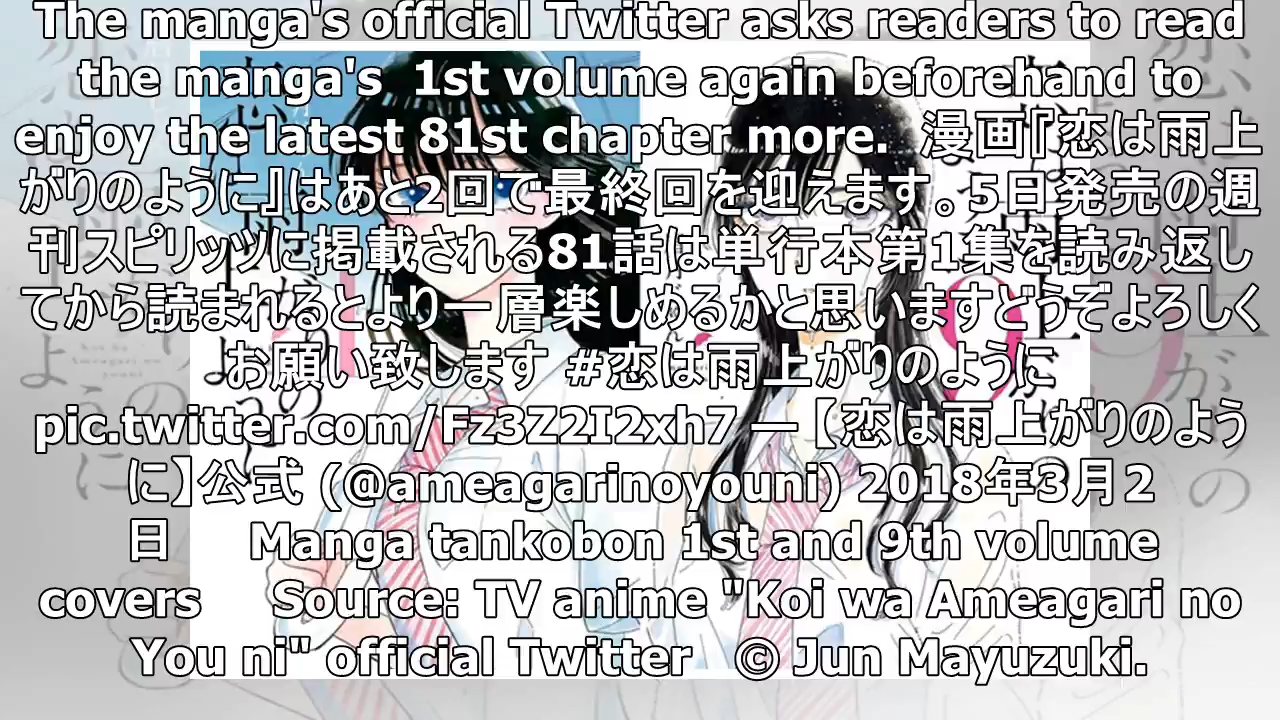 The manga's official Twitter asks readers to read
the manga's 1st volume again beforehand to
enjoy the latest 81st chapter more. 漫画『恋は雨上
がりのように』はあと2回で最終回を迎えます。5日発売の週
刊スピリッツに掲載される81話は単行本第1集を読み返し
てから読まれるとより一層楽しめるかと思いますどうぞよろしく
お願い致します #恋は雨上がりのように
pic.twitter.com/Fz3Z2I2xh7 — 【恋は雨上がりのよう
に】公式 (@ameagarinoyouni) 2018年3月2
日 Manga tankobon 1st and 9th volume
covers Source: TV anime "Koi wa Ameagari no
You ni" official Twitter © Jun Mayuzuki.